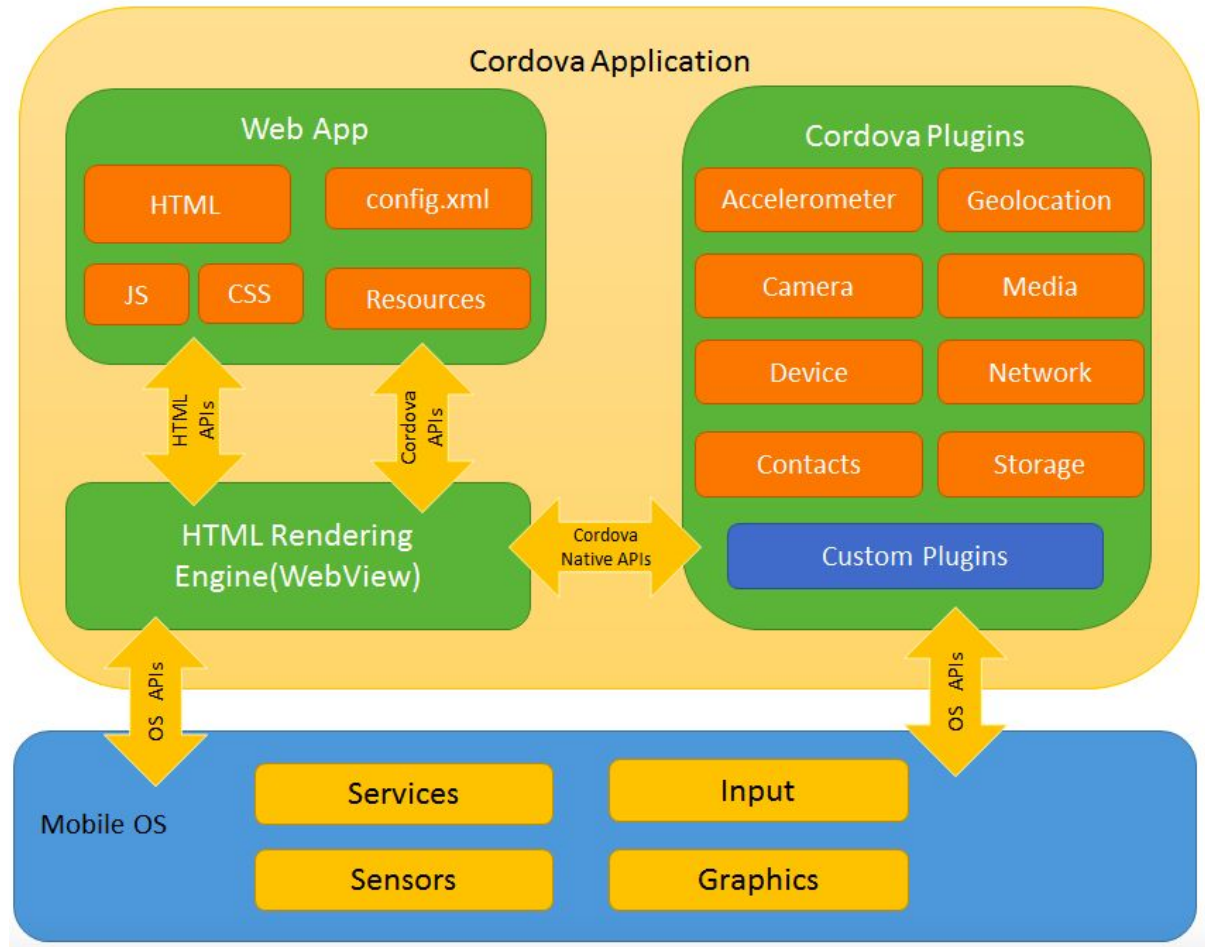 Cordova Application
Web App
HTML
config.xml
JS
CSS
Resources
HTML
APIs
Cordova
APIs
HTML Rendering
Engine(WebView)
Cordova
Native APIs
Cordova Plugins
Accelerometer
Geolocation
Camera
Media
Device
Network
Contacts
Storage
Custom Plugins
OS APIs
OS APIs
Mobile OS
Services
Input
Sensors
Graphics